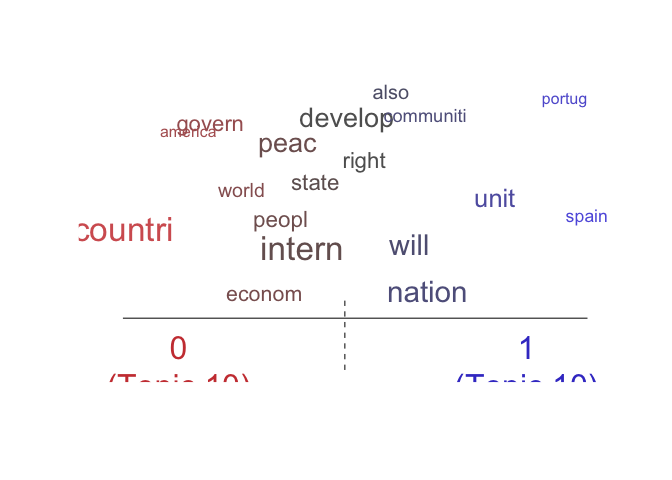 also
portug
communiti
develop
govern
america
peac
right
state
world
unit
spain
peopl
countri
will
intern
nation
econom
0
1
(Topic 10)
(Topic 10)